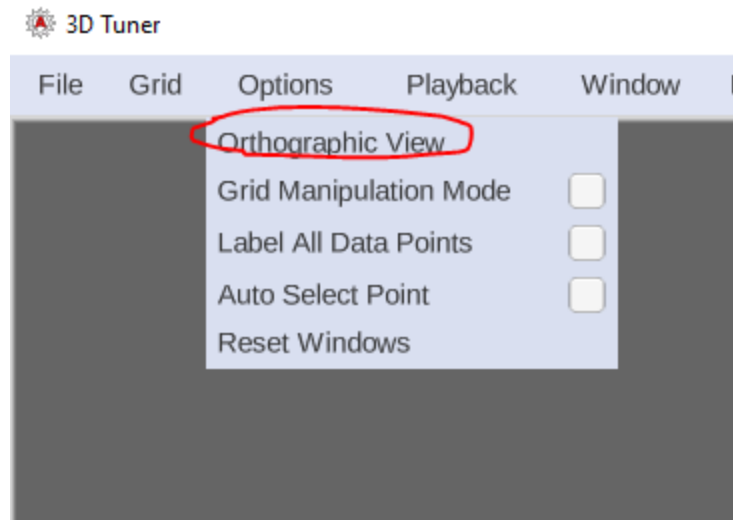 3D Tuner
File Grid Options Playback Window
Orthographic View
Grid Manipulation Mode
Label All Data Points
Auto Select Point
Reset Windows